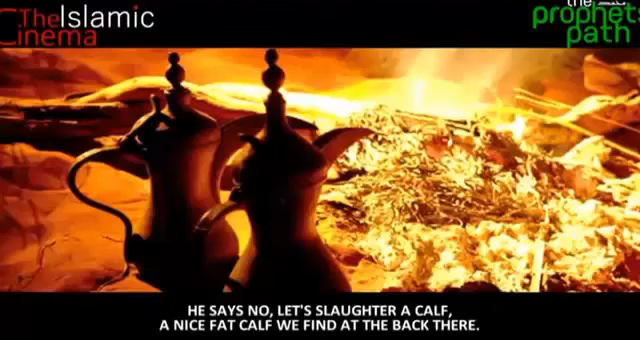 The Islamic
Cinema
the
prophet's
path
HE SAYS NO, LET'S SLAUGHTER A CALF,
A NICE FAT CALF WE FIND AT THE BACK THERE.